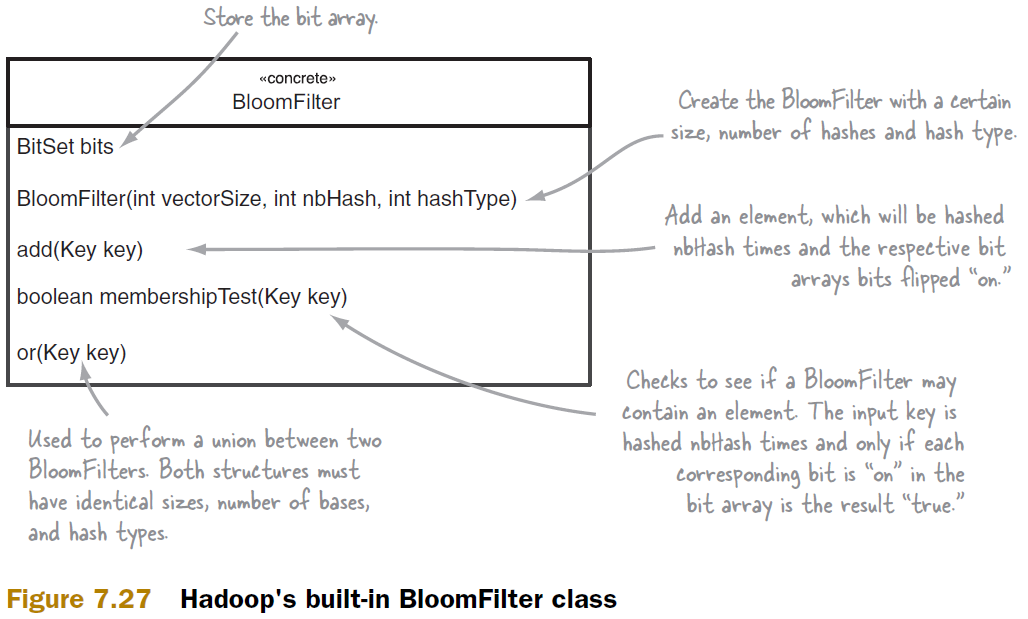 Store the bit array.
«concrete»
BloomFilter
BitSet bits
BloomFilter(int vectorSize, int nbHash, int hashType)
add(Key key)
boolean membershipTest(Key key)
or(Key key)
Create the BloomFilter with a certain
size, number of hashes and hash type.
Add an element, which will be hashed
nbHash times and the respective bit
arrays bits flipped “on.”
Checks to see if a BloomFilter may
contain an element. The input key is
hashed nbHash times and only if each
corresponding bit is “on” in the
bit array is the result “true.”
Used to perform a union between two
BloomFilters. Both structures must
have identical sizes, number of bases,
and hash types.
Figure 7.27 Hadoop's built-in BloomFilter class